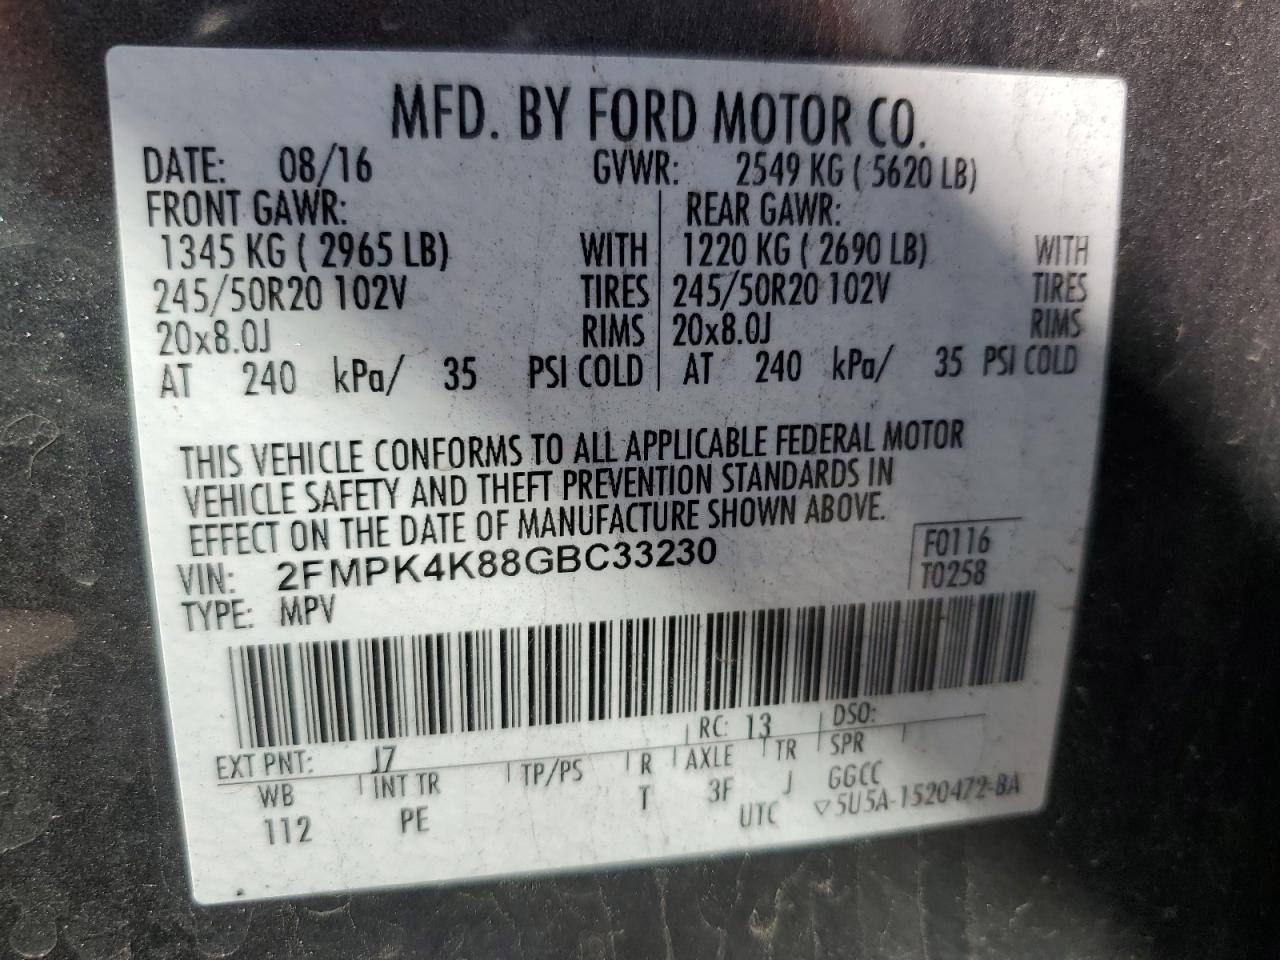 MFD. BY FORD MOTOR CO.
DATE: 08/16 GVWR: 2549 KG ( 5620 LB)
FRONT GAWR: REAR GAWR:
1345 KG ( 2965 LB) WITH 1220 KG ( 2690 LB) WITH
245/50R20 102V TIRES 245/50R20 102V TIRES
20x8.0J RIMS 20x8.0J RIMS
AT 240 kPa/ 35 PSI COLD AT 240 kPa/ 35 PSI COLD
THIS VEHICLE CONFORMS TO ALL APPLICABLE FEDERAL MOTOR
VEHICLE SAFETY AND THEFT PREVENTION STANDARDS IN
EFFECT ON THE DATE OF MANUFACTURE SHOWN ABOVE.
VIN: 2FMPK4K88GBC33230 F0116
TYPE: MPV T0258
EXT PNT: J7 RC: 13 DSO:
WB INT TR TP/PS R AXLE TR SPR
112 PE T 3F J GGCC
UTC ▽5U5A-1520472-BA